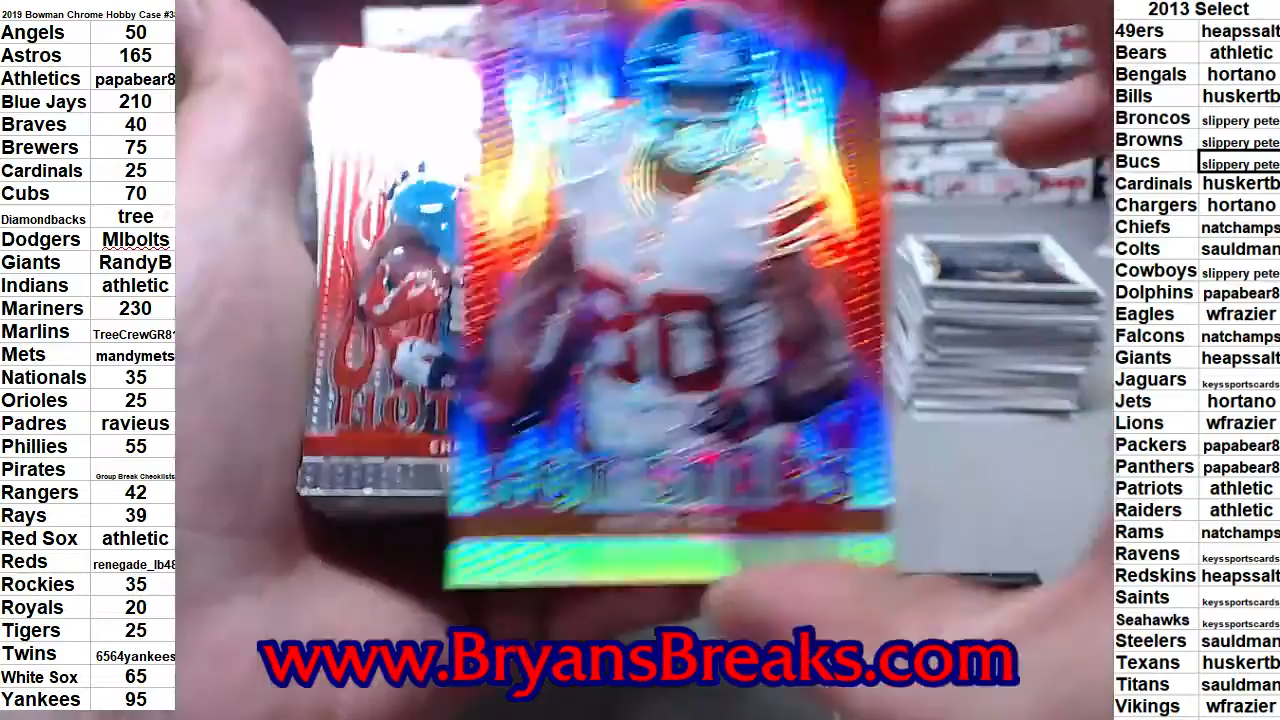 2019 Bowman Chrome Hobby Case #3
Angels 50
Astros 165
Athletics papabear8
Blue Jays 210
Braves 40
Brewers 75
Cardinals 25
Cubs 70
Diamondbacks tree
Dodgers Mlbolts
Giants RandyB
Indians athletic
Mariners 230
Marlins TreeCrewGR8
Mets mandymets
Nationals 35
Orioles 25
Padres ravieus
Phillies 55
Pirates Group Break Checklists
Rangers 42
Rays 39
Red Sox athletic
Reds renegade_lb48
Rockies 35
Royals 20
Tigers 25
Twins 6564yankees
White Sox 65
Yankees 95
HOT
www.BryansBreaks.com
2013 Select
49ers heapssalt
Bears athletic
Bengals hortano
Bills huskertb
Broncos slippery pete
Browns slippery pete
Bucs slippery pete
Cardinals huskertb
Chargers hortano
Chiefs natchamps
Colts sauldman
Cowboys slippery pete
Dolphins papabear8
Eagles wfrazier
Falcons natchamps
Giants heapssalt
Jaguars keyssportscards
Jets hortano
Lions wfrazier
Packers papabear8
Panthers papabear8
Patriots athletic
Raiders athletic
Rams natchamps
Ravens keyssportscards
Redskins heapssalt
Saints keyssportscards
Seahawks keyssportscards
Steelers sauldman
Texans huskertb
Titans sauldman
Vikings wfrazier